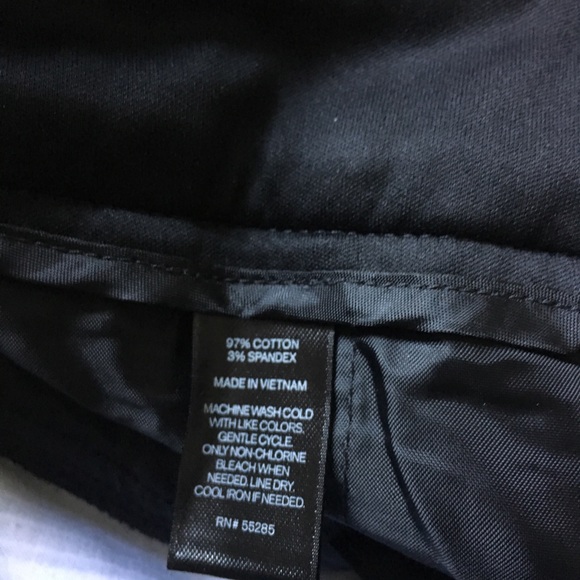 97% COTTON
3% SPANDEX
MADE IN VIETNAM
MACHINE WASH COLD
WITH LIKE COLORS.
GENTLE CYCLE.
ONLY NON-CHLORINE
BLEACH WHEN
NEEDED. LINE DRY.
COOL IRON IF NEEDED.
RN# 55285